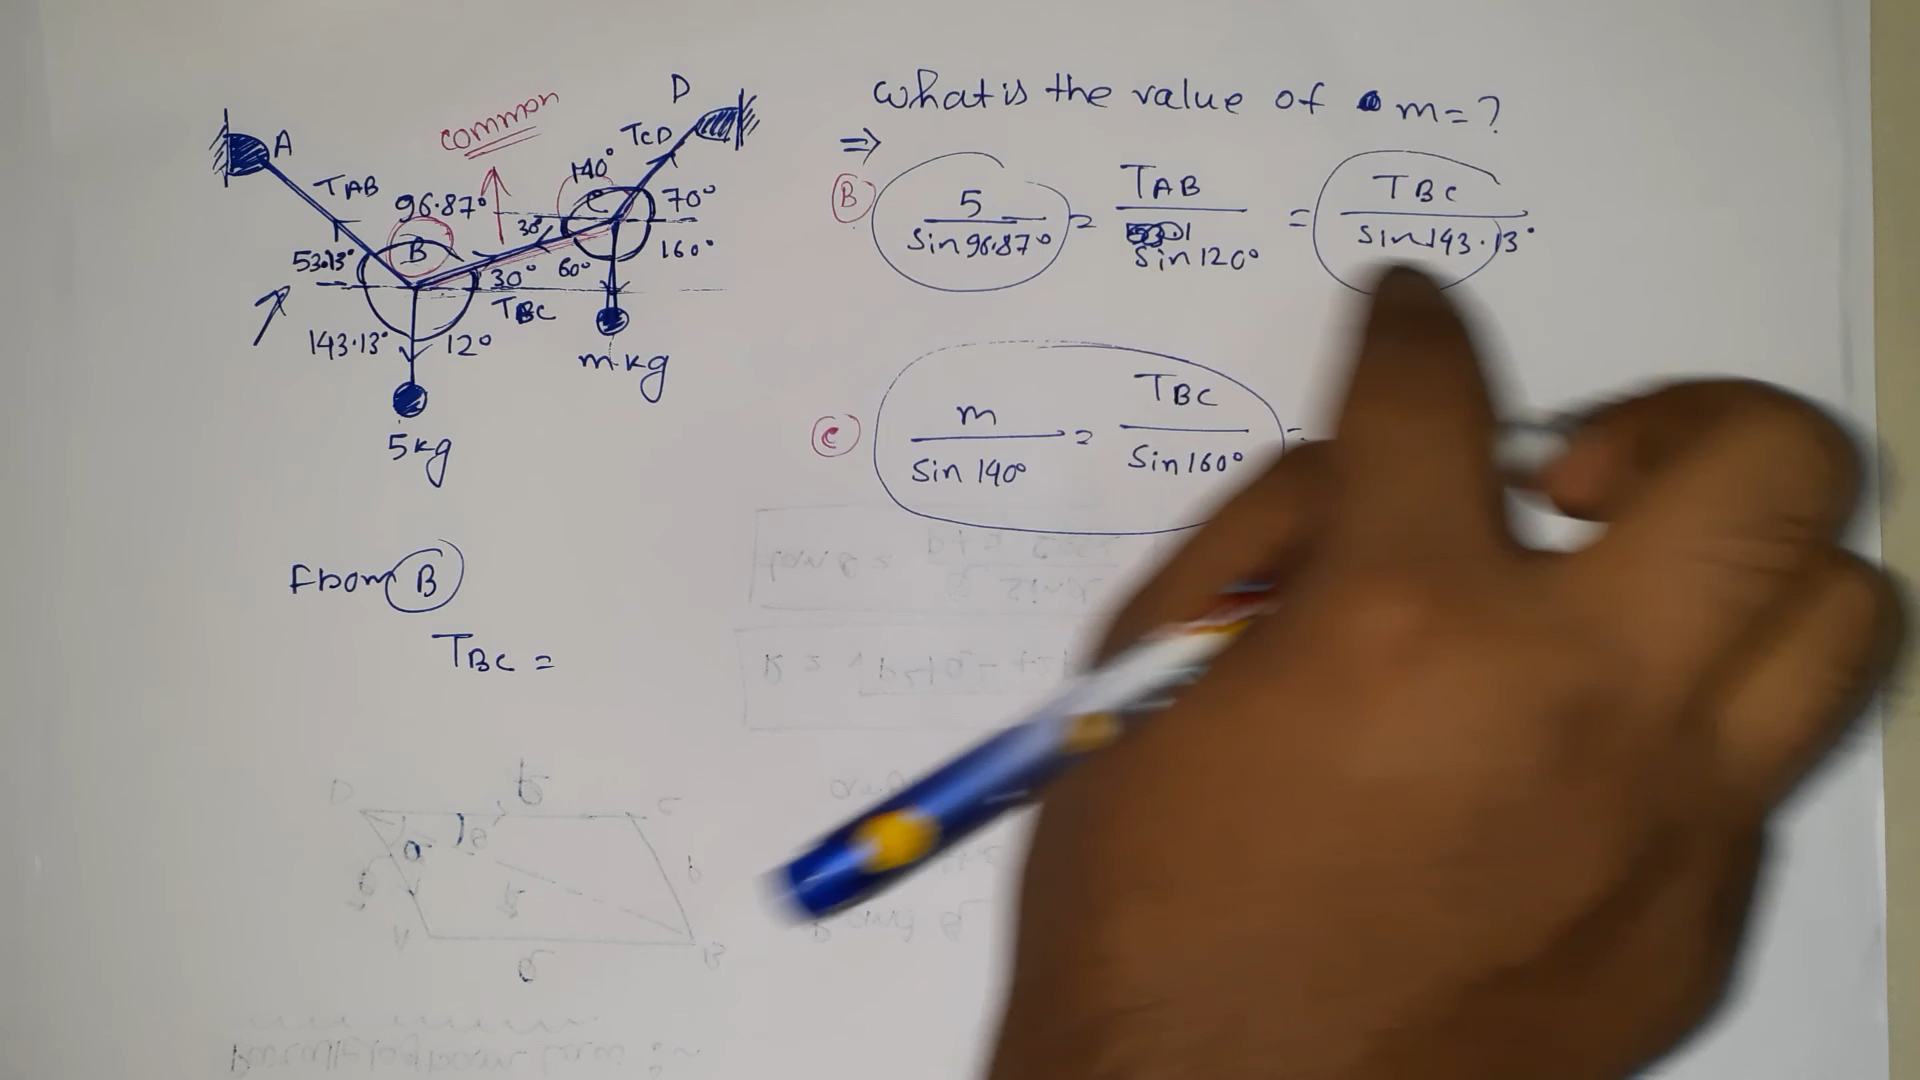 What is the value of m = ?
⇒
common
A
D
TAB
TCD
96.87°
140°
70°
C
53.13°
B
30°
30°
60°
160°
TBC
143.13°
120
m.kg
5kg
B
5 / Sin 96.87° = TAB / Sin 120° = TBC / Sin 143.13°
C
m / Sin 140° = TBC / Sin 160° =
From B
TBC =